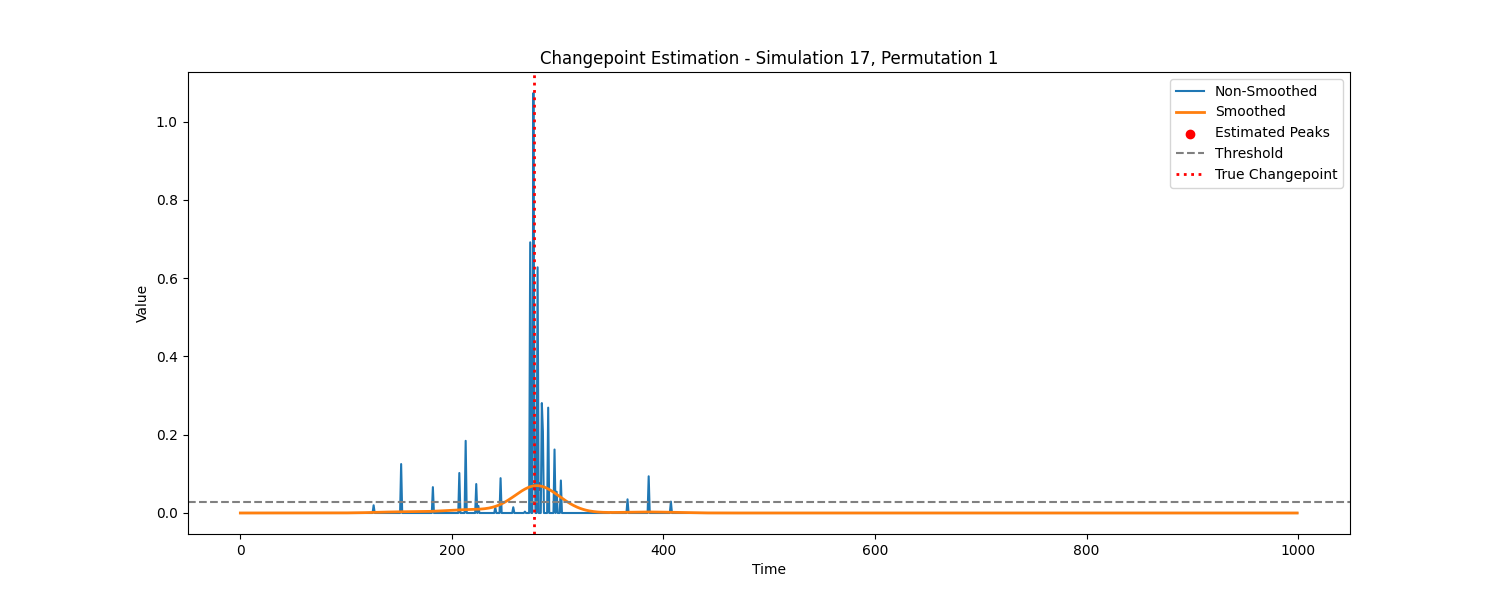 Changepoint Estimation - Simulation 17, Permutation 1
Non-Smoothed
Smoothed
Estimated Peaks
Threshold
True Changepoint
Value
1.0
0.8
0.6
0.4
0.2
0.0
0
200
400
600
800
1000
Time